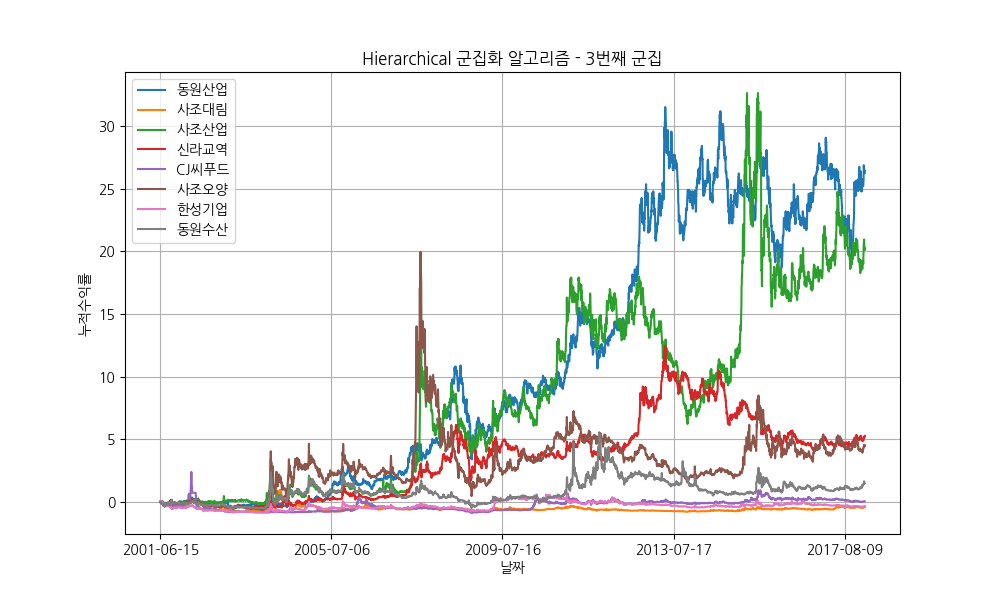 Hierarchical 군집화 알고리즘 - 3번째 군집
동원산업
사조대림
사조산업
신라교역
CJ씨푸드
사조오양
한성기업
동원수산
누적수익률
30
25
20
15
10
5
0
2001-06-15
2005-07-06
2009-07-16
2013-07-17
2017-08-09
날짜